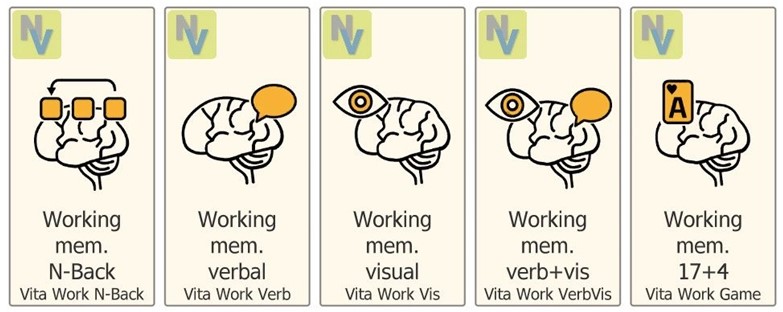 NV
Working
mem.
N-Back
Vita Work N-Back
NV
Working
mem.
verbal
Vita Work Verb
NV
Working
mem.
visual
Vita Work Vis
NV
Working
mem.
verb+vis
Vita Work VerbVis
NV
A
Working
mem.
17+4
Vita Work Game